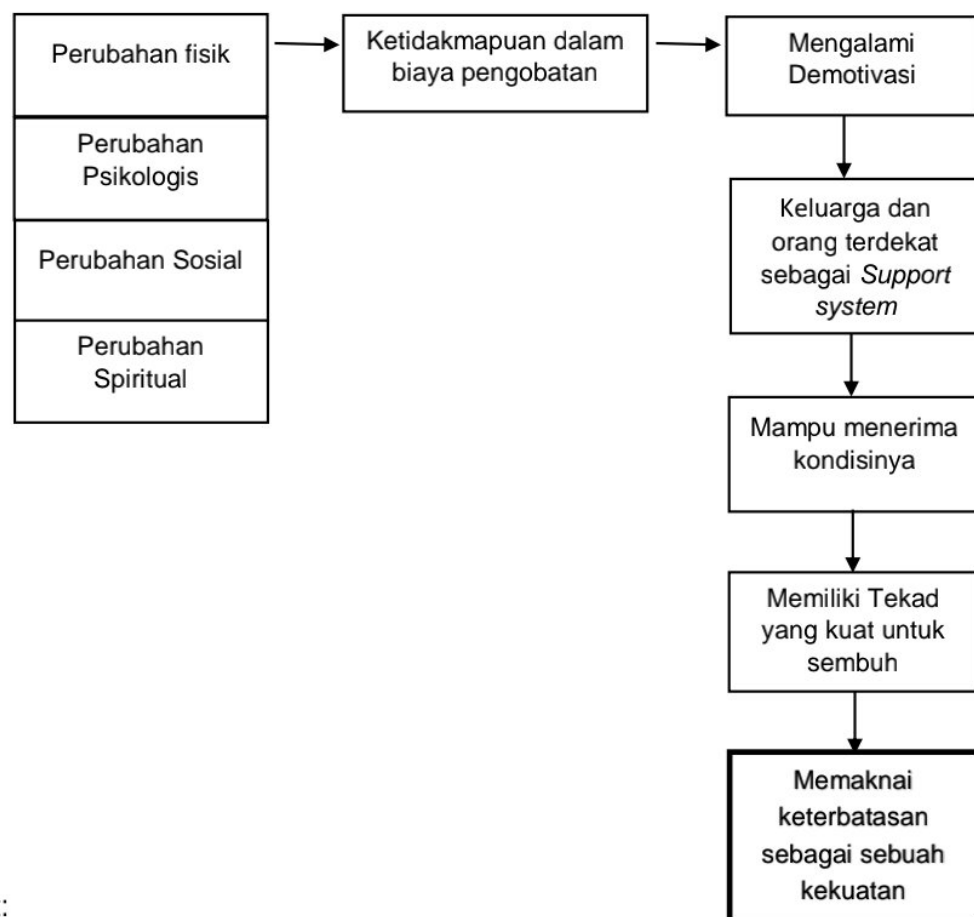 Perubahan fisik
Ketidakmapuan dalam
biaya pengobatan
Mengalami
Demotivasi
Perubahan
Psikologis
Perubahan Sosial
Perubahan
Spiritual
Keluarga dan
orang terdekat
sebagai Support
system
Mampu menerima
kondisinya
Memiliki Tekad
yang kuat untuk
sembuh
Memaknai
keterbatasan
sebagai sebuah
kekuatan